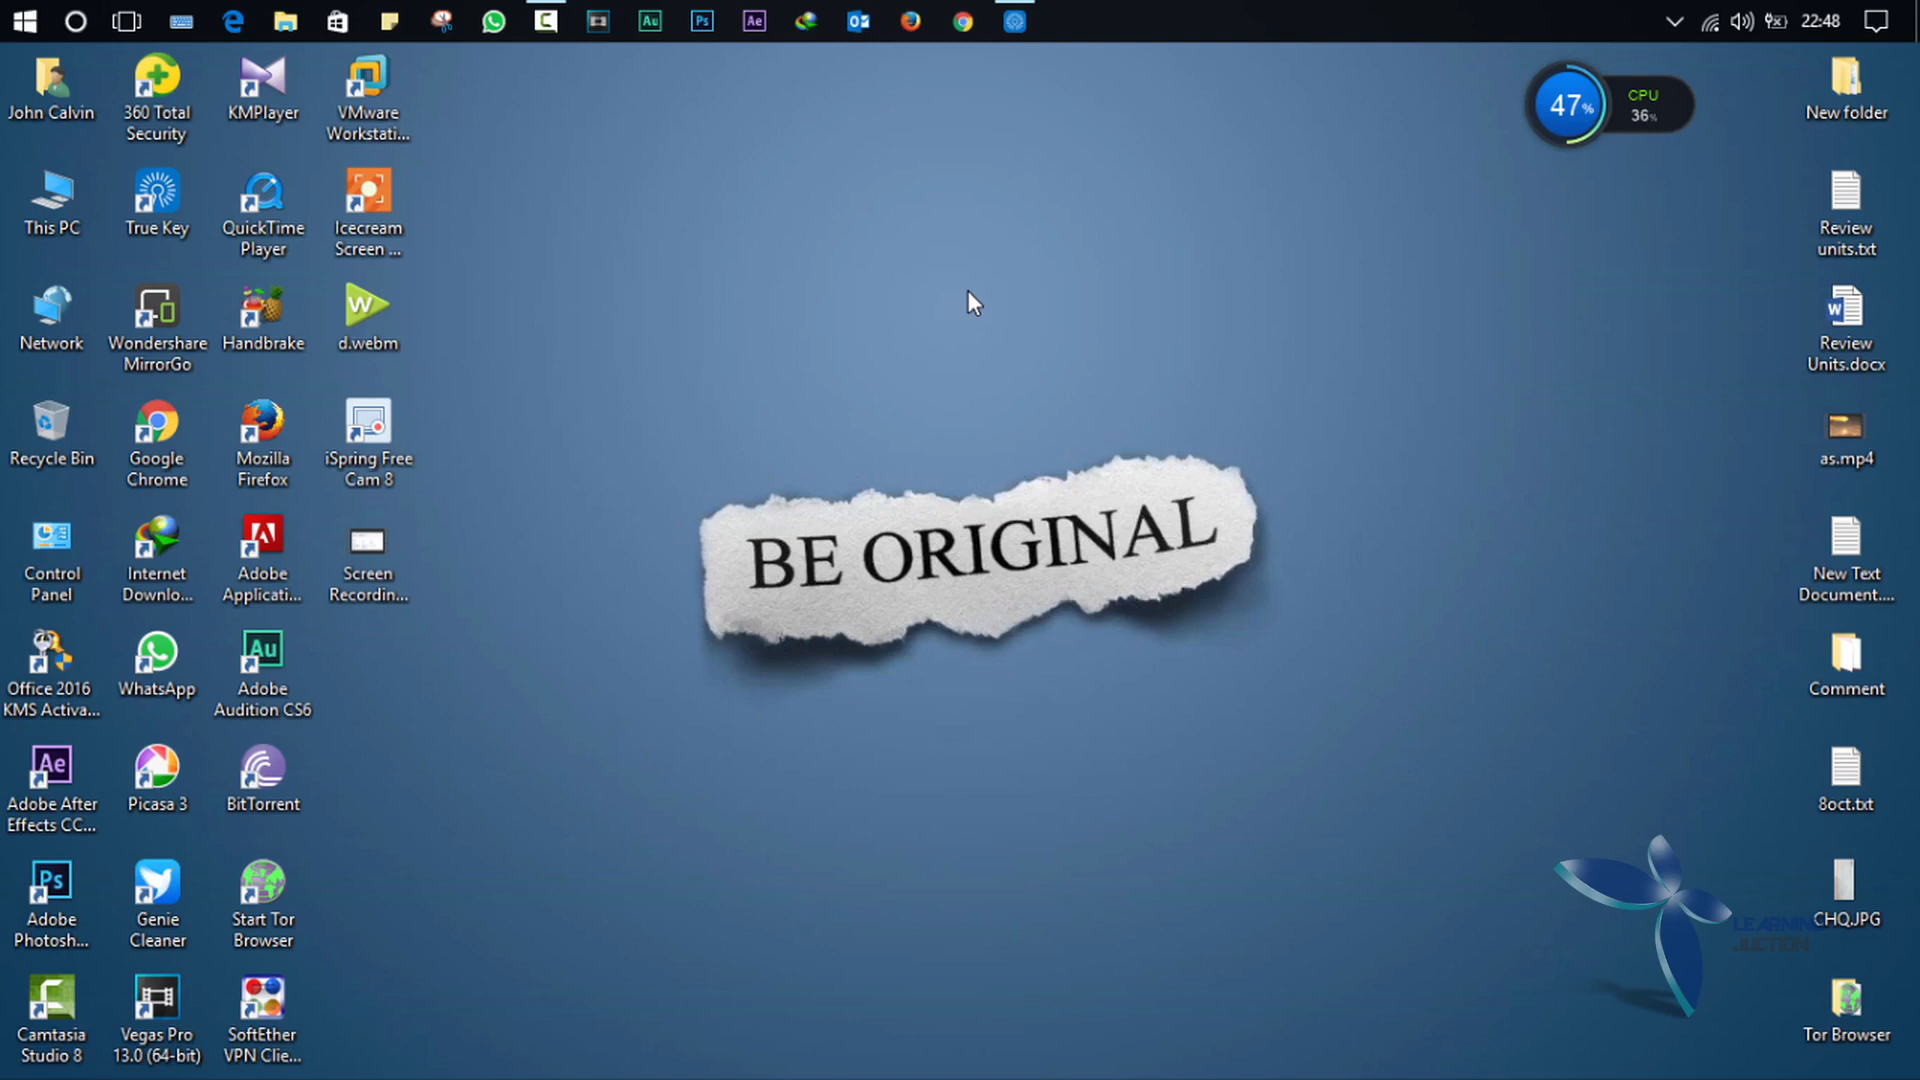 22:48
John Calvin
360 Total
Security
KMPlayer
VMware
Workstati...
47%
CPU
36%
New folder
This PC
True Key
QuickTime
Player
Icecream
Screen ...
Review
units.txt
Network
Wondershare
MirrorGo
Handbrake
d.webm
Review
Units.docx
Recycle Bin
Google
Chrome
Mozilla
Firefox
iSpring Free
Cam 8
as.mp4
BE ORIGINAL
Control
Panel
Internet
Downlo...
Adobe
Applicati...
Screen
Recordin...
New Text
Document....
Office 2016
KMS Activa...
WhatsApp
Au
Adobe
Audition CS6
Comment
Ae
Adobe After
Effects CC...
Picasa 3
BitTorrent
8oct.txt
Ps
Adobe
Photosh...
Genie
Cleaner
Start Tor
Browser
CHQ.JPG
JUCTION
Camtasia
Studio 8
Vegas Pro
13.0 (64-bit)
SoftEther
VPN Clie...
Tor Browser